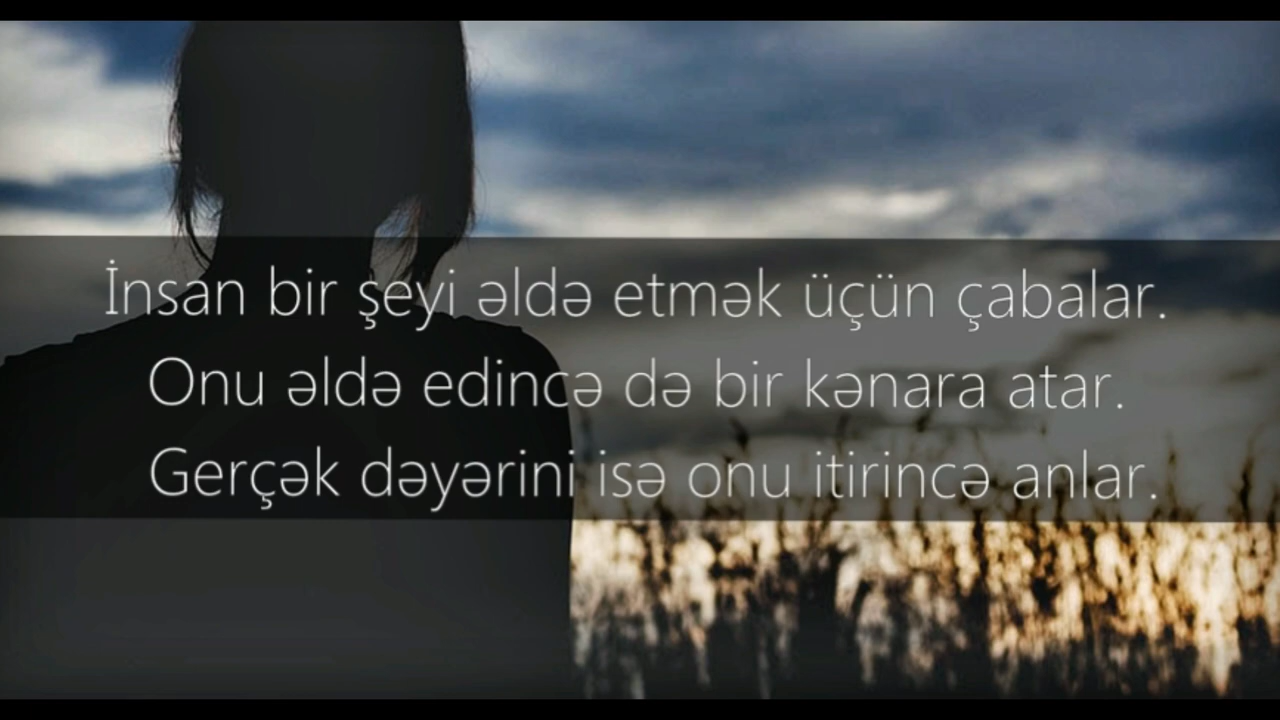 İnsan bir şeyi əldə etmək üçün çabalar.
Onu əldə edincə də bir kənara atar.
Gerçək dəyərini isə onu itirincə anlar.